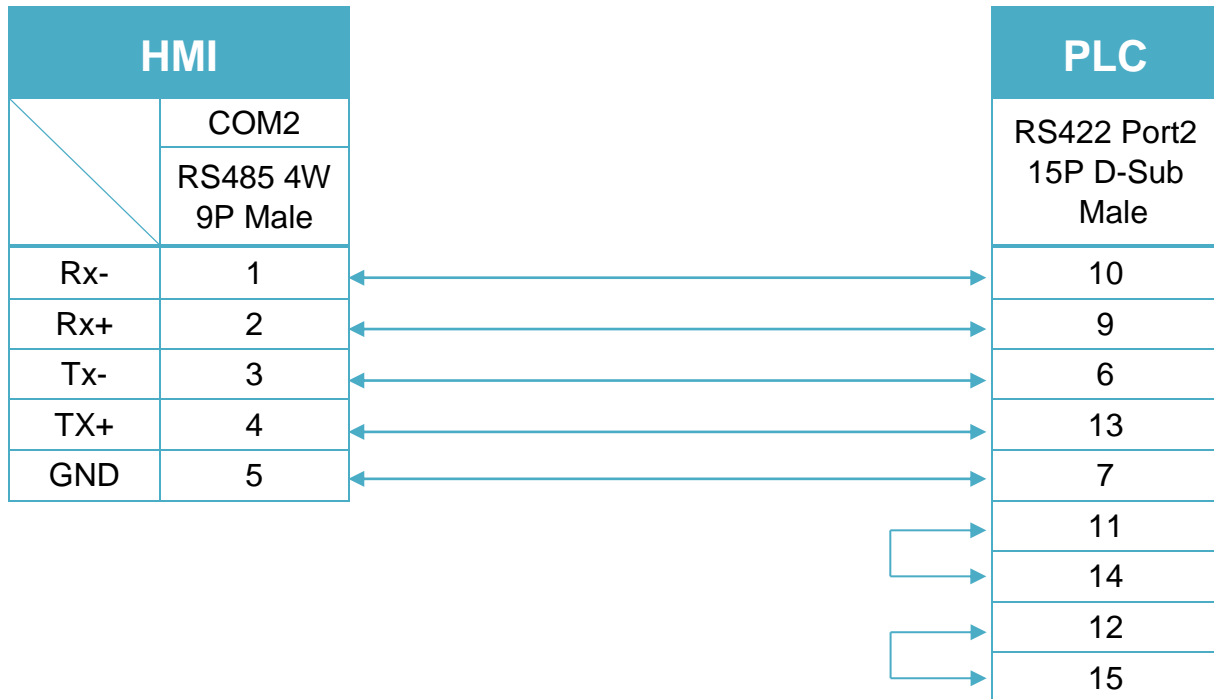 HMI
PLC
COM2
RS485 4W
9P Male
RS422 Port2
15P D-Sub
Male
Rx- 1 10
Rx+ 2 9
Tx- 3 6
TX+ 4 13
GND 5 7
11
14
12
15